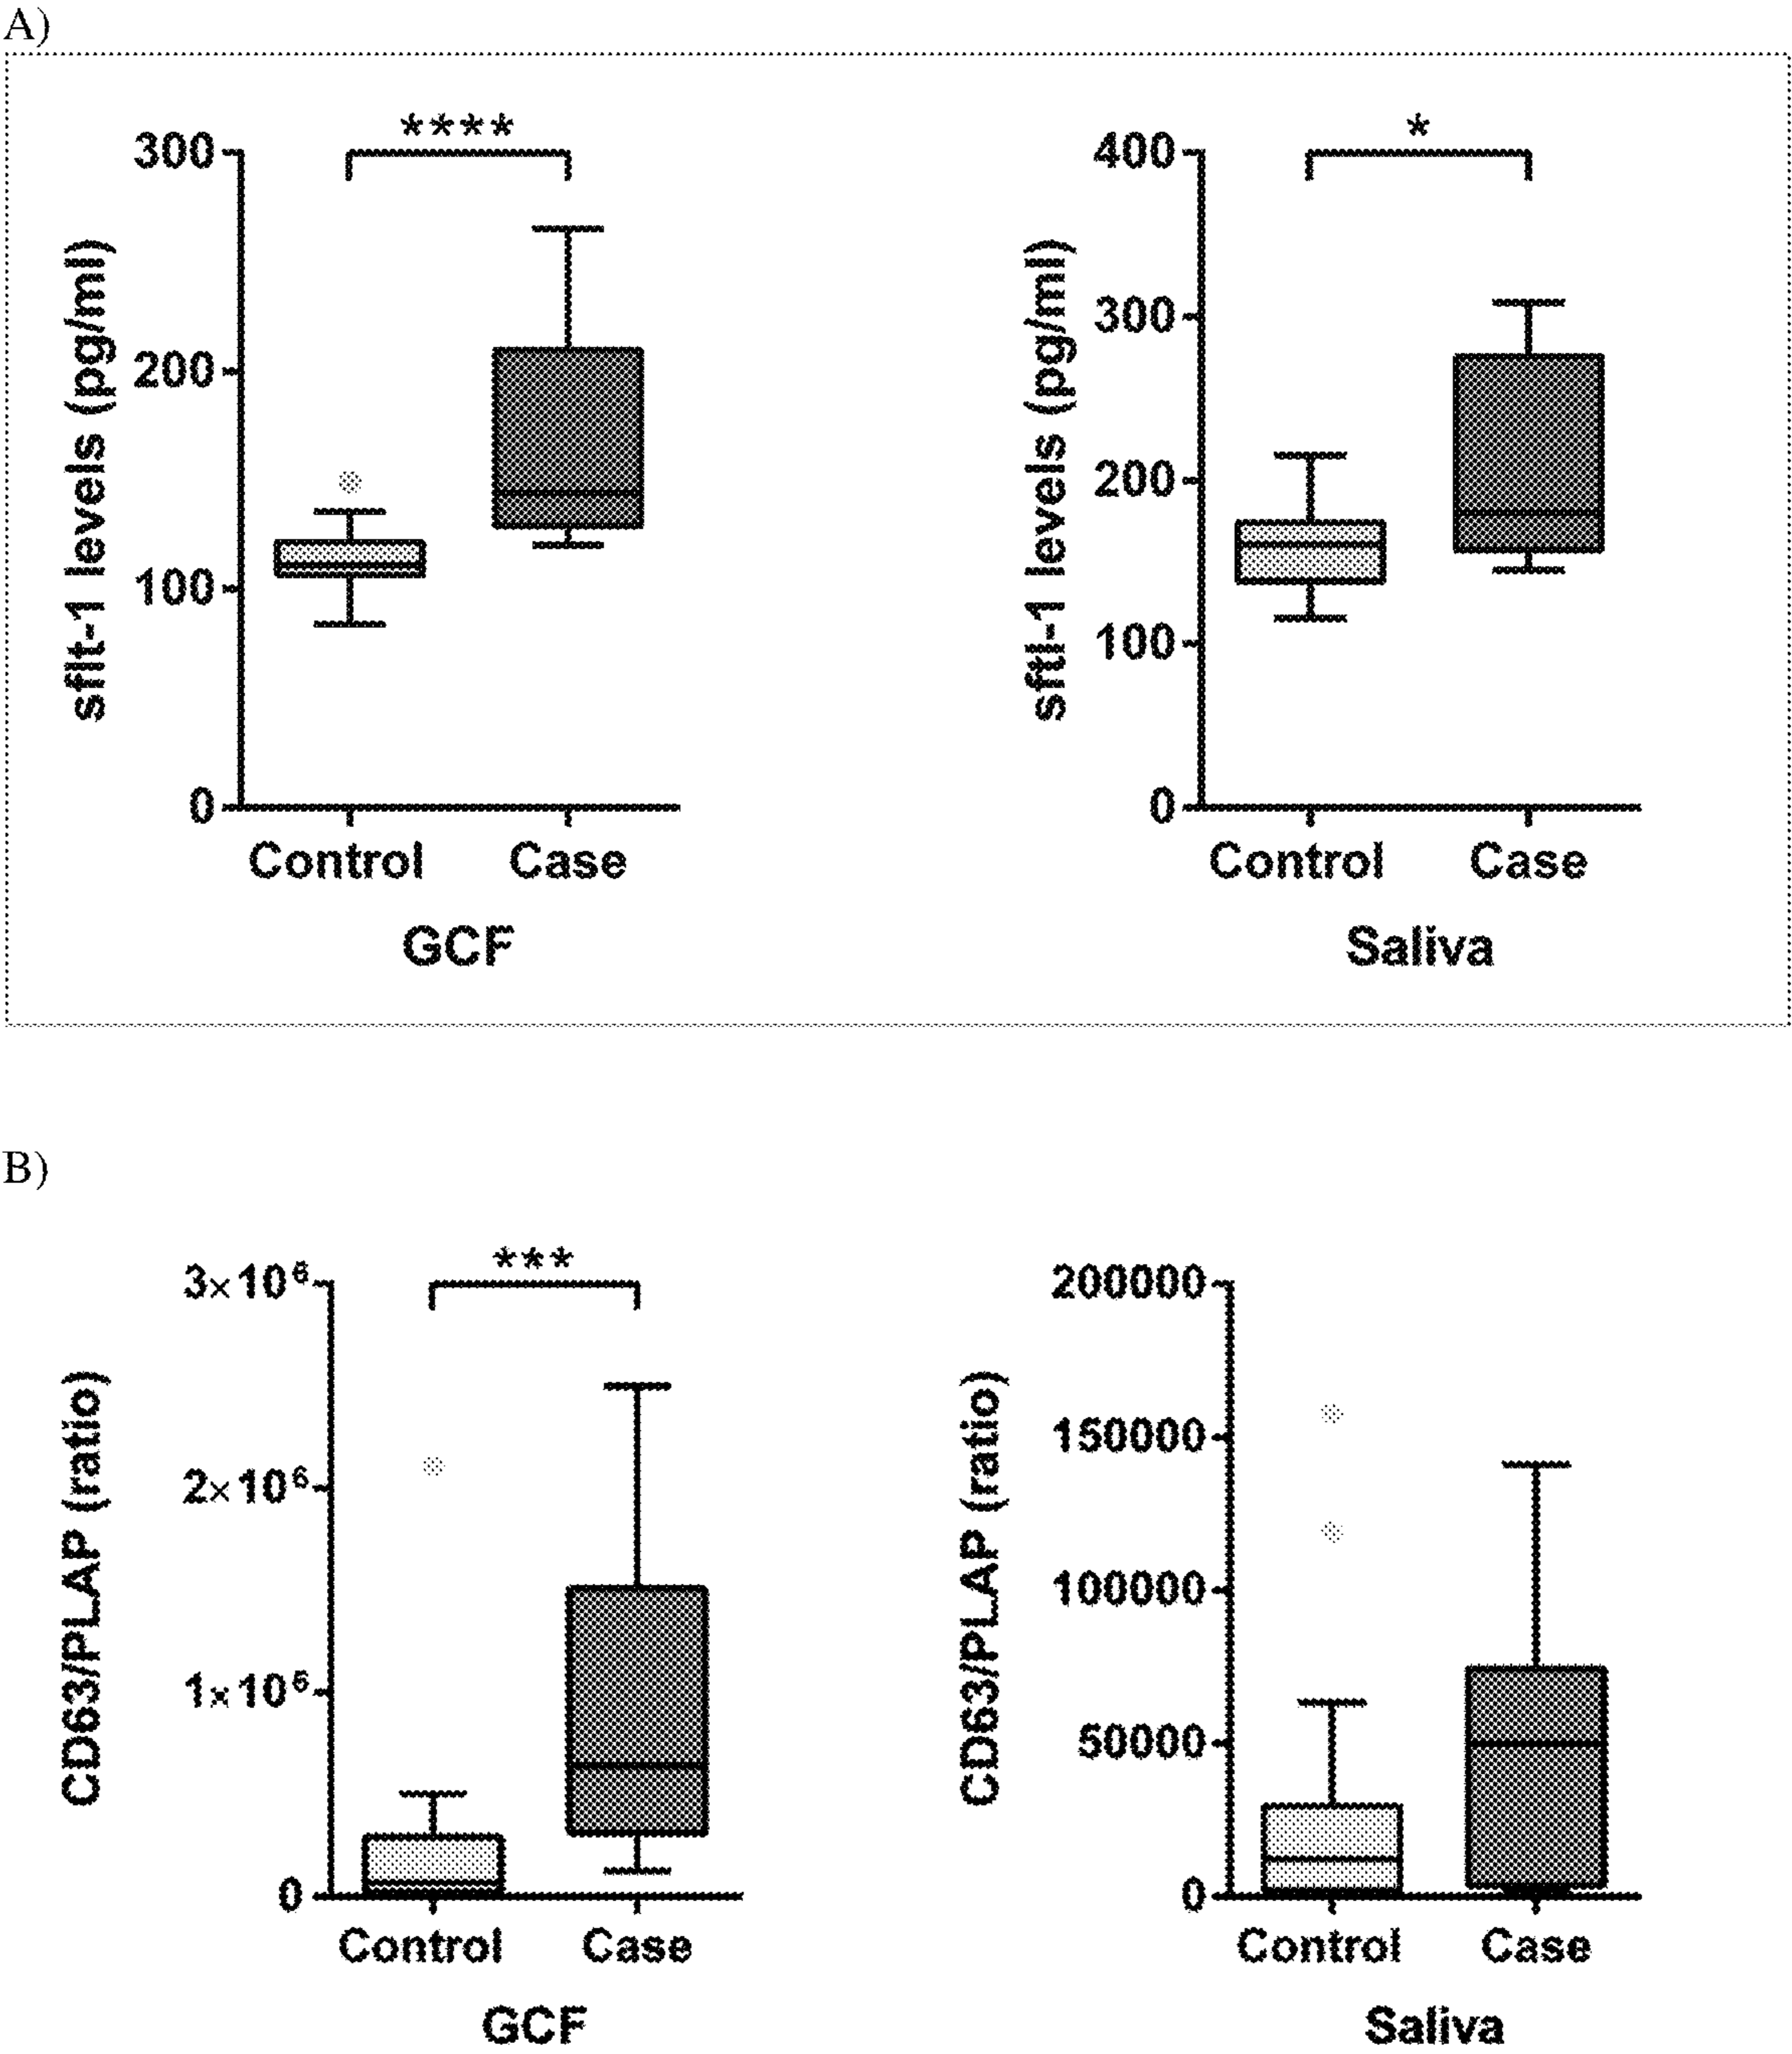 A)
****
300
200
100
0
sflt-1 levels (pg/ml)
Control Case
GCF
*
400
300
200
100
0
sftl-1 levels (pg/ml)
Control Case
Saliva
B)
***
3×10⁶
2×10⁶
1×10⁶
0
CD63/PLAP (ratio)
Control Case
GCF
200000
150000
100000
50000
0
CD63/PLAP (ratio)
Control Case
Saliva